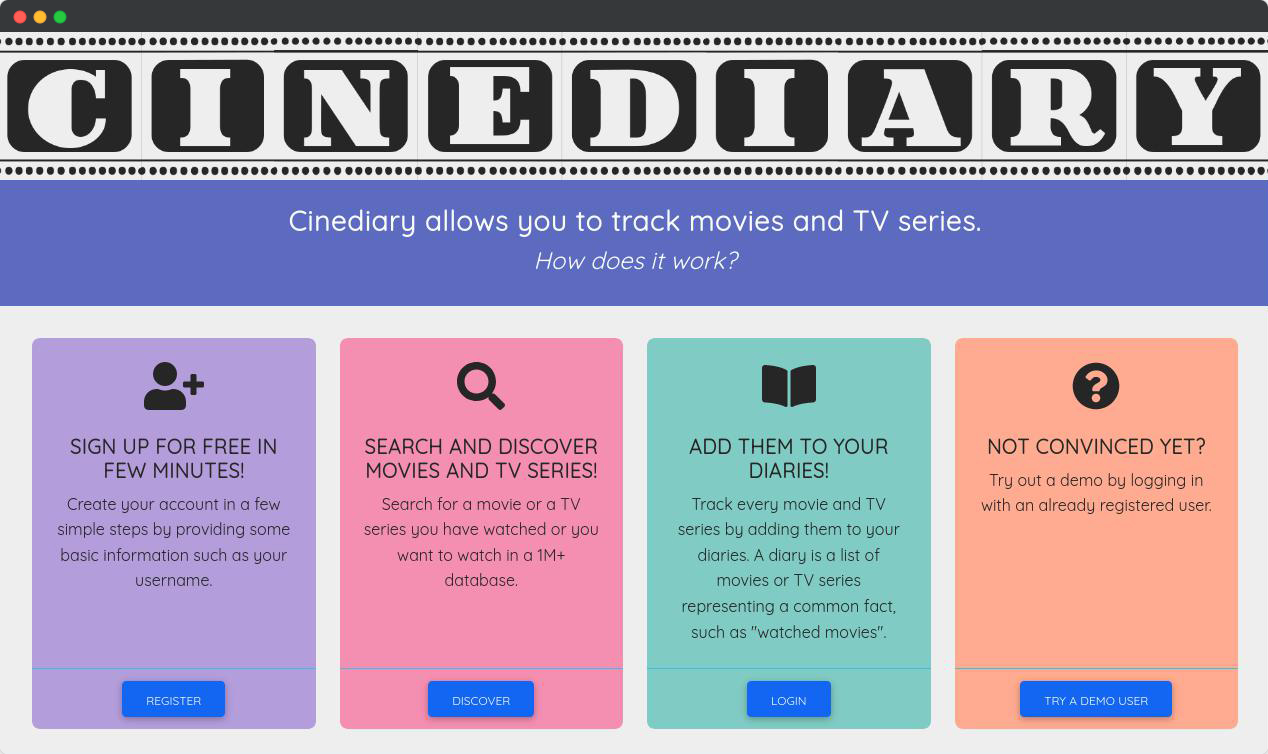 CINEDIARY
Cinediary allows you to track movies and TV series.
How does it work?
SIGN UP FOR FREE IN
FEW MINUTES!
Create your account in a few
simple steps by providing some
basic information such as your
username.
REGISTER
SEARCH AND DISCOVER
MOVIES AND TV SERIES!
Search for a movie or a TV
series you have watched or you
want to watch in a 1M+
database.
DISCOVER
ADD THEM TO YOUR
DIARIES!
Track every movie and TV
series by adding them to your
diaries. A diary is a list of
movies or TV series
representing a common fact,
such as "watched movies".
LOGIN
NOT CONVINCED YET?
Try out a demo by logging in
with an already registered user.
TRY A DEMO USER